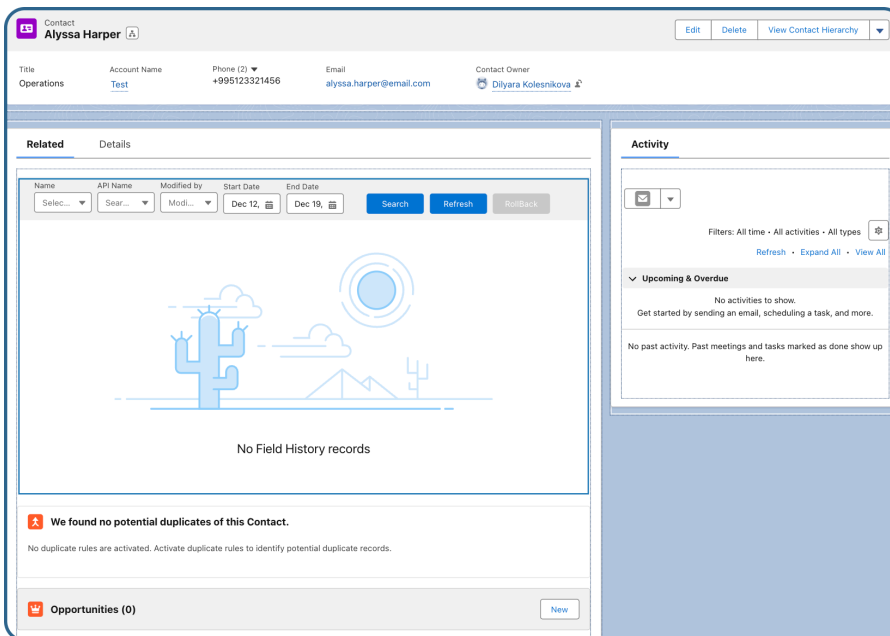 Contact
Alyssa Harper
Edit
Delete
View Contact Hierarchy
Title
Account Name
Phone (2)
Email
Contact Owner
Operations
Test
+995123321456
alyssa.harper@email.com
Dilyara Kolesnikova
Related
Details
Name
API Name
Modified by
Start Date
End Date
Selec...
Sear...
Modi...
Dec 12,
Dec 19,
Search
Refresh
RollBack
No Field History records
We found no potential duplicates of this Contact.
No duplicate rules are activated. Activate duplicate rules to identify potential duplicate records.
Opportunities (0)
New
Activity
Filters: All time • All activities • All types
Refresh • Expand All • View All
Upcoming & Overdue
No activities to show.
Get started by sending an email, scheduling a task, and more.
No past activity. Past meetings and tasks marked as done show up
here.